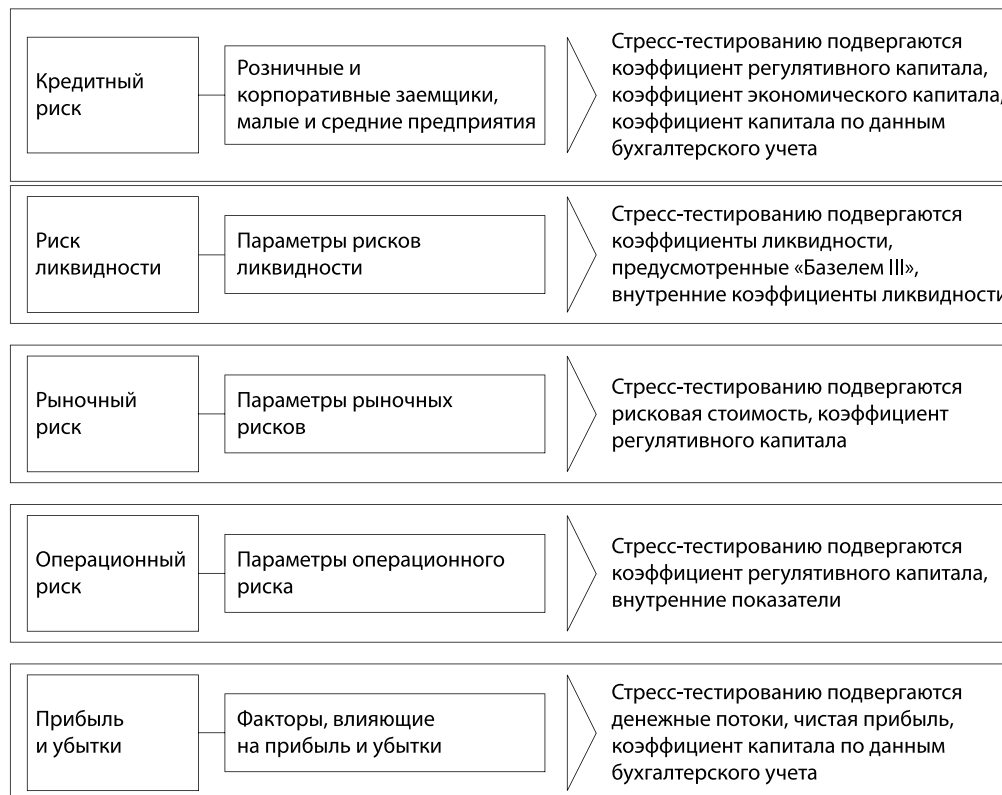 Кредитный
риск
Розничные и
корпоративные заемщики,
малые и средние предприятия
Стресс-тестированию подвергаются
коэффициент регулятивного капитала,
коэффициент экономического капитала,
коэффициент капитала по данным
бухгалтерского учета
Риск
ликвидности
Параметры рисков
ликвидности
Стресс-тестированию подвергаются
коэффициенты ликвидности,
предусмотренные «Базелем III»,
внутренние коэффициенты ликвидности
Рыночный
риск
Параметры рыночных
рисков
Стресс-тестированию подвергаются
рисковая стоимость, коэффициент
регулятивного капитала
Операционный
риск
Параметры операционного
риска
Стресс-тестированию подвергаются
коэффициент регулятивного капитала,
внутренние показатели
Прибыль
и убытки
Факторы, влияющие
на прибыль и убытки
Стресс-тестированию подвергаются
денежные потоки, чистая прибыль,
коэффициент капитала по данным
бухгалтерского учета